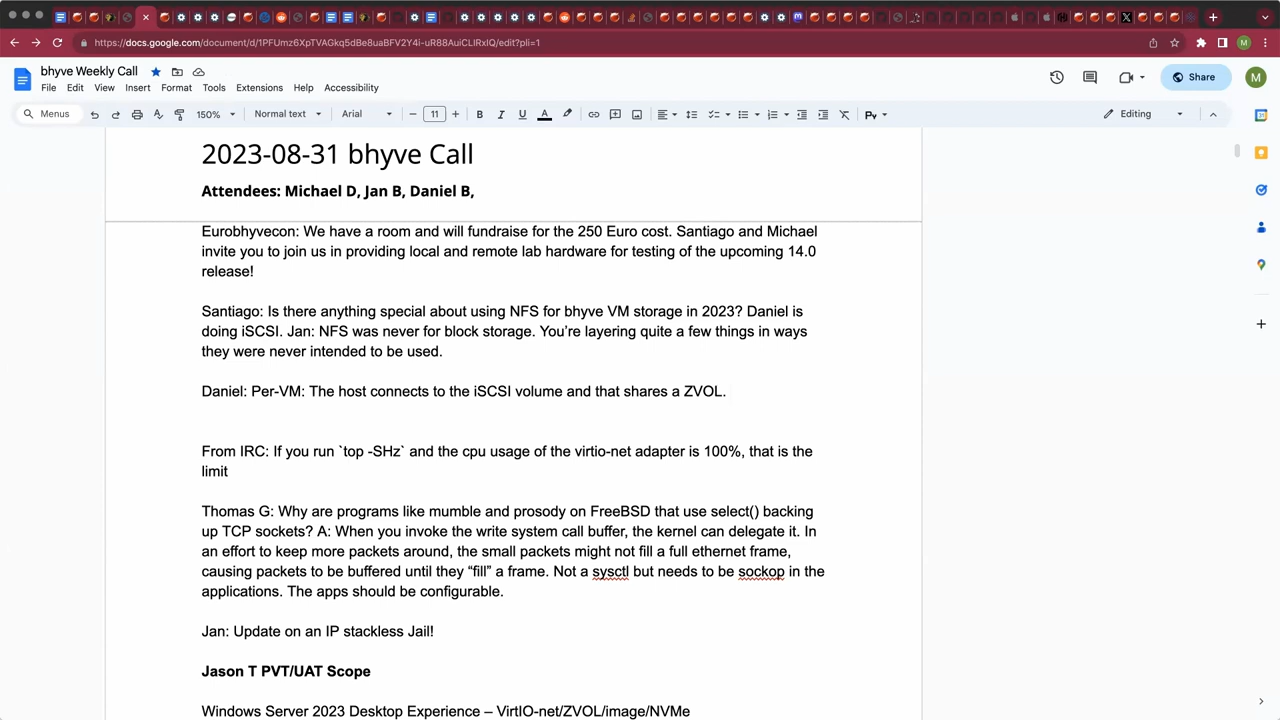 https://docs.google.com/document/d/1PFUmz6XpTVAGkq5dBe8uaBFV2Y4i-uR88AuiCLIRxIQ/edit?pli=1
M
bhyve Weekly Call
File Edit View Insert Format Tools Extensions Help Accessibility
Share
M
Menus 150% Normal text Arial 11 B I U A Editing
2023-08-31 bhyve Call
Attendees: Michael D, Jan B, Daniel B,
Eurobhyvecon: We have a room and will fundraise for the 250 Euro cost. Santiago and Michael
invite you to join us in providing local and remote lab hardware for testing of the upcoming 14.0
release!
Santiago: Is there anything special about using NFS for bhyve VM storage in 2023? Daniel is
doing iSCSI. Jan: NFS was never for block storage. You’re layering quite a few things in ways
they were never intended to be used.
Daniel: Per-VM: The host connects to the iSCSI volume and that shares a ZVOL.
From IRC: If you run `top -SHz` and the cpu usage of the virtio-net adapter is 100%, that is the
limit
Thomas G: Why are programs like mumble and prosody on FreeBSD that use select() backing
up TCP sockets? A: When you invoke the write system call buffer, the kernel can delegate it. In
an effort to keep more packets around, the small packets might not fill a full ethernet frame,
causing packets to be buffered until they “fill” a frame. Not a sysctl but needs to be sockop in the
applications. The apps should be configurable.
Jan: Update on an IP stackless Jail!
Jason T PVT/UAT Scope
Windows Server 2023 Desktop Experience – VirtIO-net/ZVOL/image/NVMe